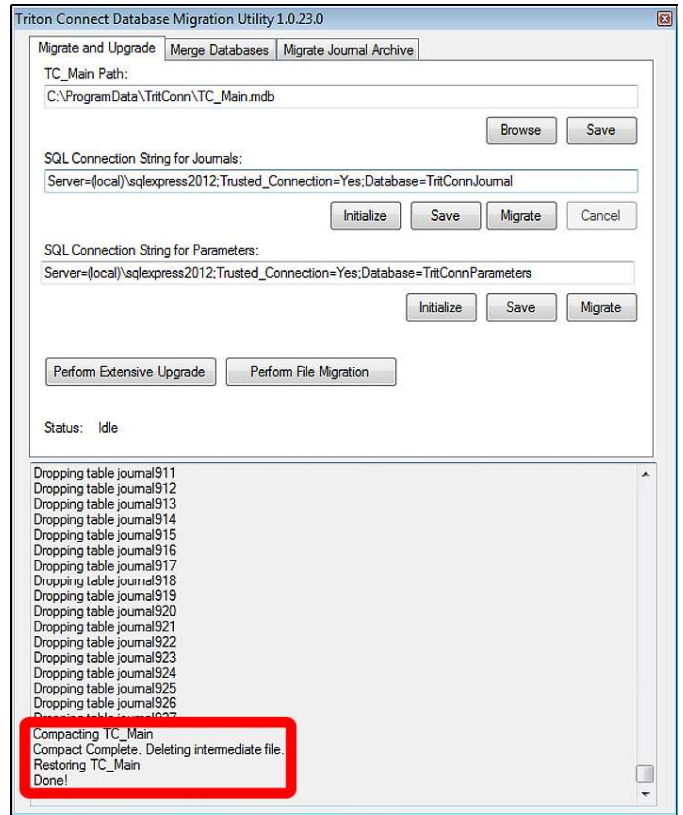 Triton Connect Database Migration Utility 1.0.23.0
Migrate and Upgrade Merge Databases Migrate Journal Archive
TC_Main Path:
C:\ProgramData\TritConn\TC_Main.mdb
Browse Save
SQL Connection String for Journals:
Server=(local)\sqlexpress2012;Trusted_Connection=Yes;Database=TritConnJournal
Initialize Save Migrate Cancel
SQL Connection String for Parameters:
Server=(local)\sqlexpress2012;Trusted_Connection=Yes;Database=TritConnParameters
Initialize Save Migrate
Perform Extensive Upgrade Perform File Migration
Status: Idle
Dropping table journal911
Dropping table journal912
Dropping table journal913
Dropping table journal914
Dropping table journal915
Dropping table journal916
Dropping table journal917
Dropping table journal918
Dropping table journal919
Dropping table journal920
Dropping table journal921
Dropping table journal922
Dropping table journal923
Dropping table journal924
Dropping table journal925
Dropping table journal926
Dropping table journal927
Compacting TC_Main
Compact Complete. Deleting intermediate file.
Restoring TC_Main
Done!